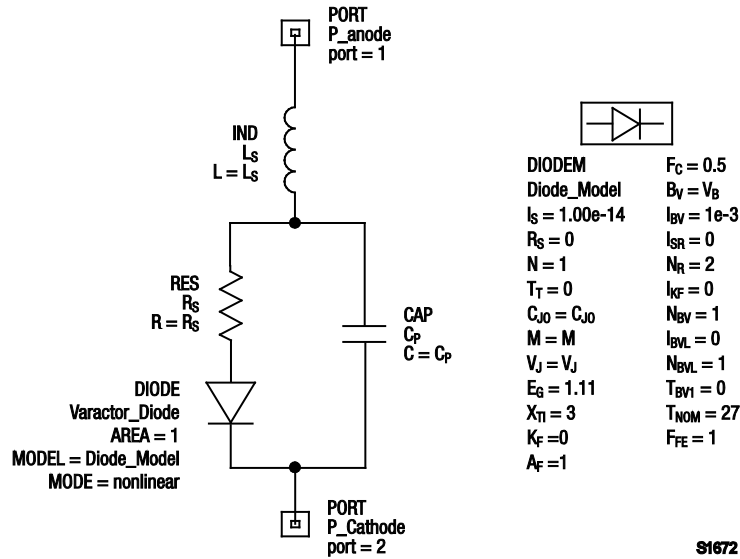 PORT
P_anode
port = 1
IND
LS
L = LS
RES
RS
R = RS
CAP
CP
C = CP
DIODE
Varactor_Diode
AREA = 1
MODEL = Diode_Model
MODE = nonlinear
PORT
P_Cathode
port = 2
DIODEM
Diode_Model
IS = 1.00e-14
RS = 0
N = 1
TT = 0
CJO = CJO
M = M
VJ = VJ
EG = 1.11
XTI = 3
KF =0
AF =1
FC = 0.5
BV = VB
IBV = 1e-3
ISR = 0
NR = 2
IKF = 0
NBV = 1
IBVL = 0
NBVL = 1
TBV1 = 0
TNOM = 27
FFE = 1
S1672